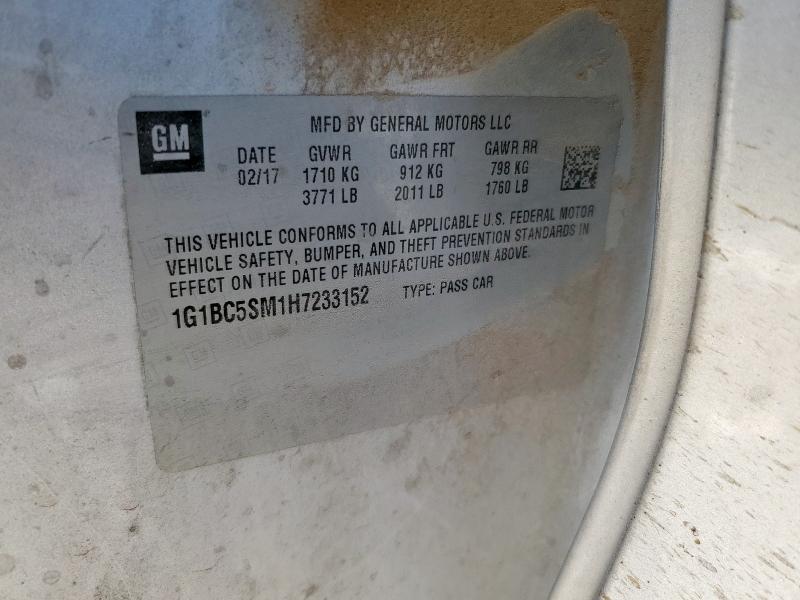 GM
MFD BY GENERAL MOTORS LLC
DATE GVWR GAWR FRT GAWR RR
02/17 1710 KG 912 KG 798 KG
3771 LB 2011 LB 1760 LB
THIS VEHICLE CONFORMS TO ALL APPLICABLE U.S. FEDERAL MOTOR
VEHICLE SAFETY, BUMPER, AND THEFT PREVENTION STANDARDS IN
EFFECT ON THE DATE OF MANUFACTURE SHOWN ABOVE.
1G1BC5SM1H7233152 TYPE: PASS CAR